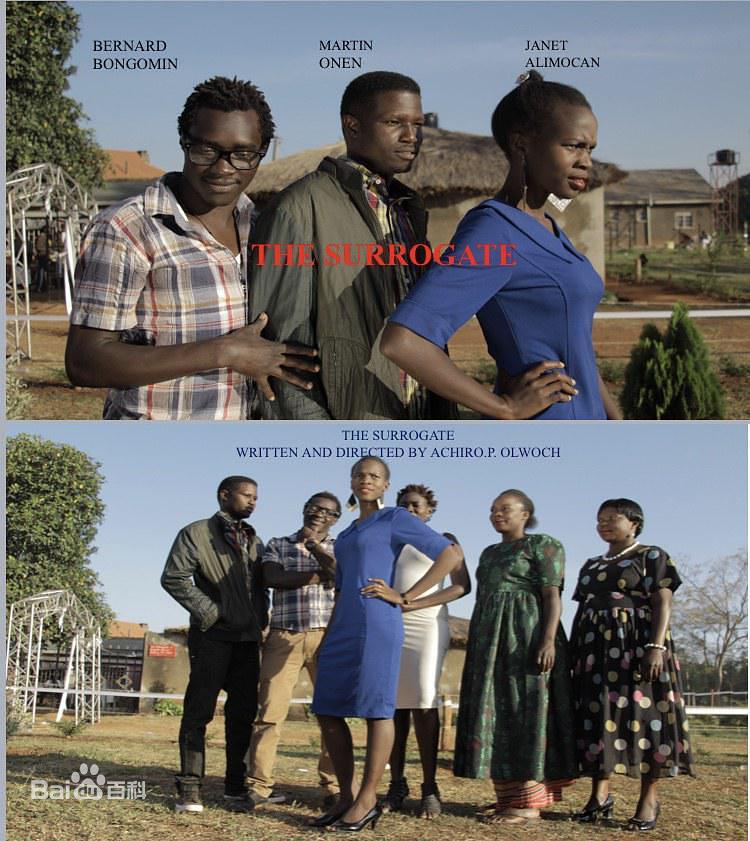 BERNARD
BONGOMIN
MARTIN
ONEN
JANET
ALIMOCAN
THE SURROGATE
THE SURROGATE
WRITTEN AND DIRECTED BY ACHIRO.P. OLWOCH
Bai百科